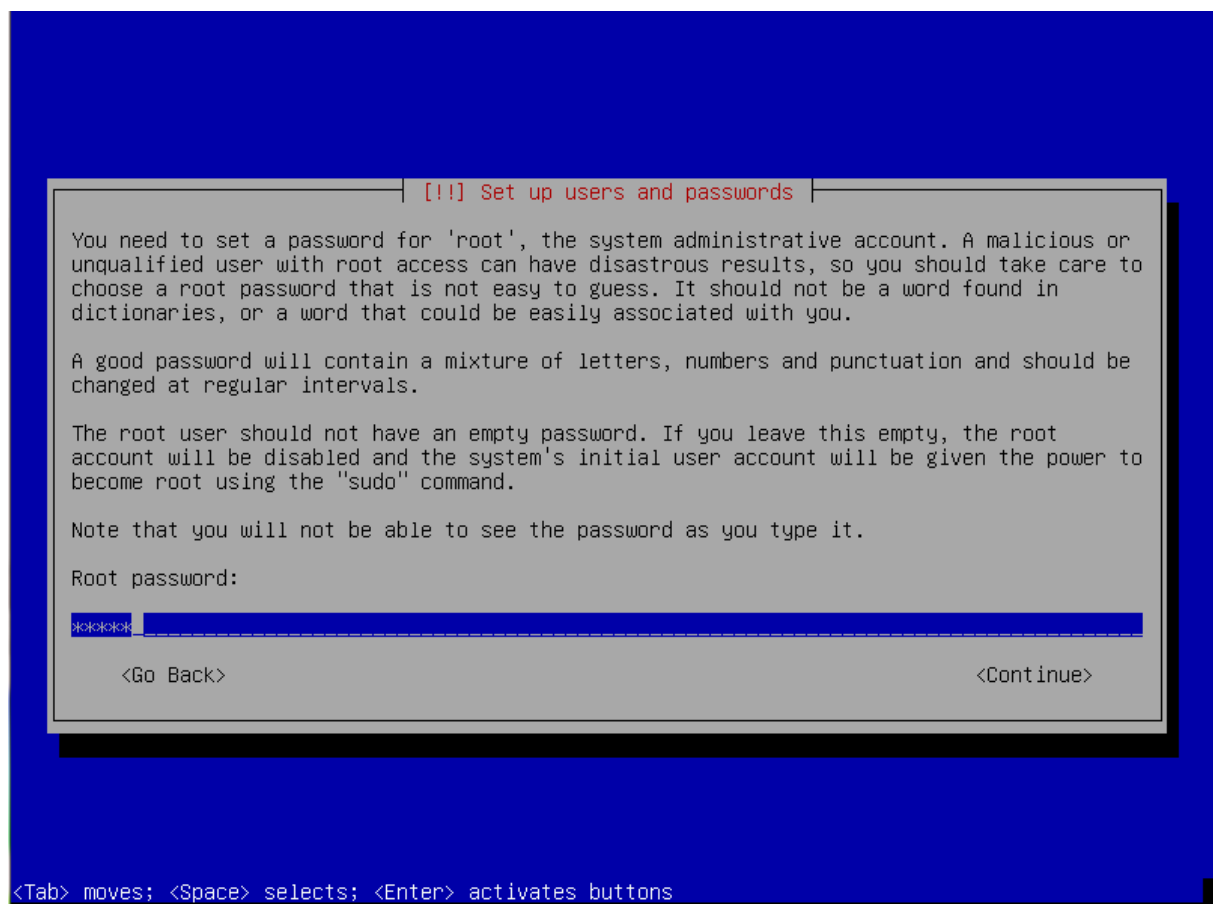 [!!] Set up users and passwords
You need to set a password for 'root', the system administrative account. A malicious or
unqualified user with root access can have disastrous results, so you should take care to
choose a root password that is not easy to guess. It should not be a word found in
dictionaries, or a word that could be easily associated with you.
A good password will contain a mixture of letters, numbers and punctuation and should be
changed at regular intervals.
The root user should not have an empty password. If you leave this empty, the root
account will be disabled and the system's initial user account will be given the power to
become root using the "sudo" command.
Note that you will not be able to see the password as you type it.
Root password:
*****
<Go Back> <Continue>
<Tab> moves; <Space> selects; <Enter> activates buttons